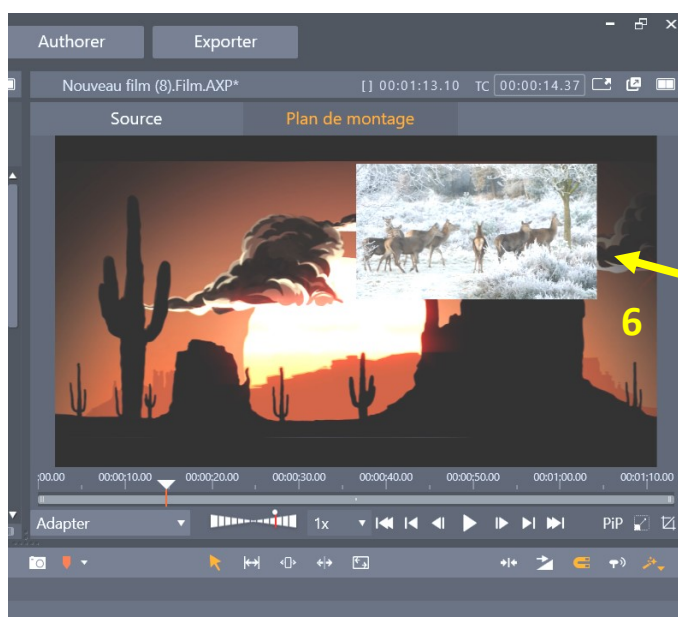 Authorer Exporter
Nouveau film (8).Film.AXP* [ ] 00:01:13.10 TC 00:00:14.37
Source Plan de montage
6
:00.00 00:00:10.00 00:00:20.00 00:00:30.00 00:00:40.00 00:00:50.00 00:01:00.00 00:01:10.00
Adapter 1x PiP